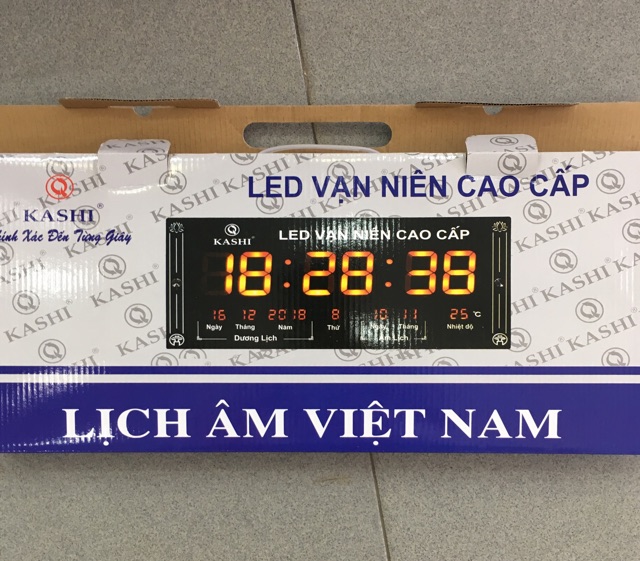 LED VẠN NIÊN CAO CẤP
KASHI®
Xác Đến Từng Giây
KASHI®
LED VẠN NIÊN CAO CẤP
18:28:38
16 12 2018 8 10 11 25 °C
Ngày Tháng Năm Thứ Ngày Tháng Nhiệt độ
Dương Lịch Âm Lịch
LỊCH ÂM VIỆT NAM